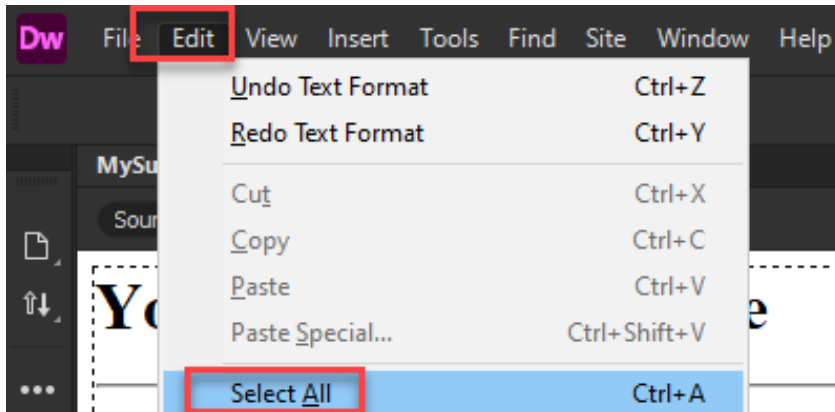 Dw File Edit View Insert Tools Find Site Window Help
Undo Text Format Ctrl+Z
Redo Text Format Ctrl+Y
MySu
Cut Ctrl+X
Sour
Copy Ctrl+C
Paste Ctrl+V
Yo e
Paste Special... Ctrl+Shift+V
Select All Ctrl+A